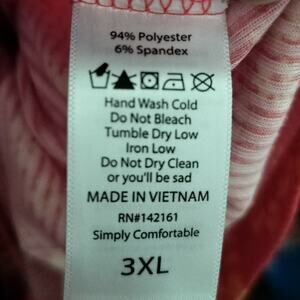 94% Polyester
6% Spandex
Hand Wash Cold
Do Not Bleach
Tumble Dry Low
Iron Low
Do Not Dry Clean
or you'll be sad
MADE IN VIETNAM
RN#142161
Simply Comfortable
3XL